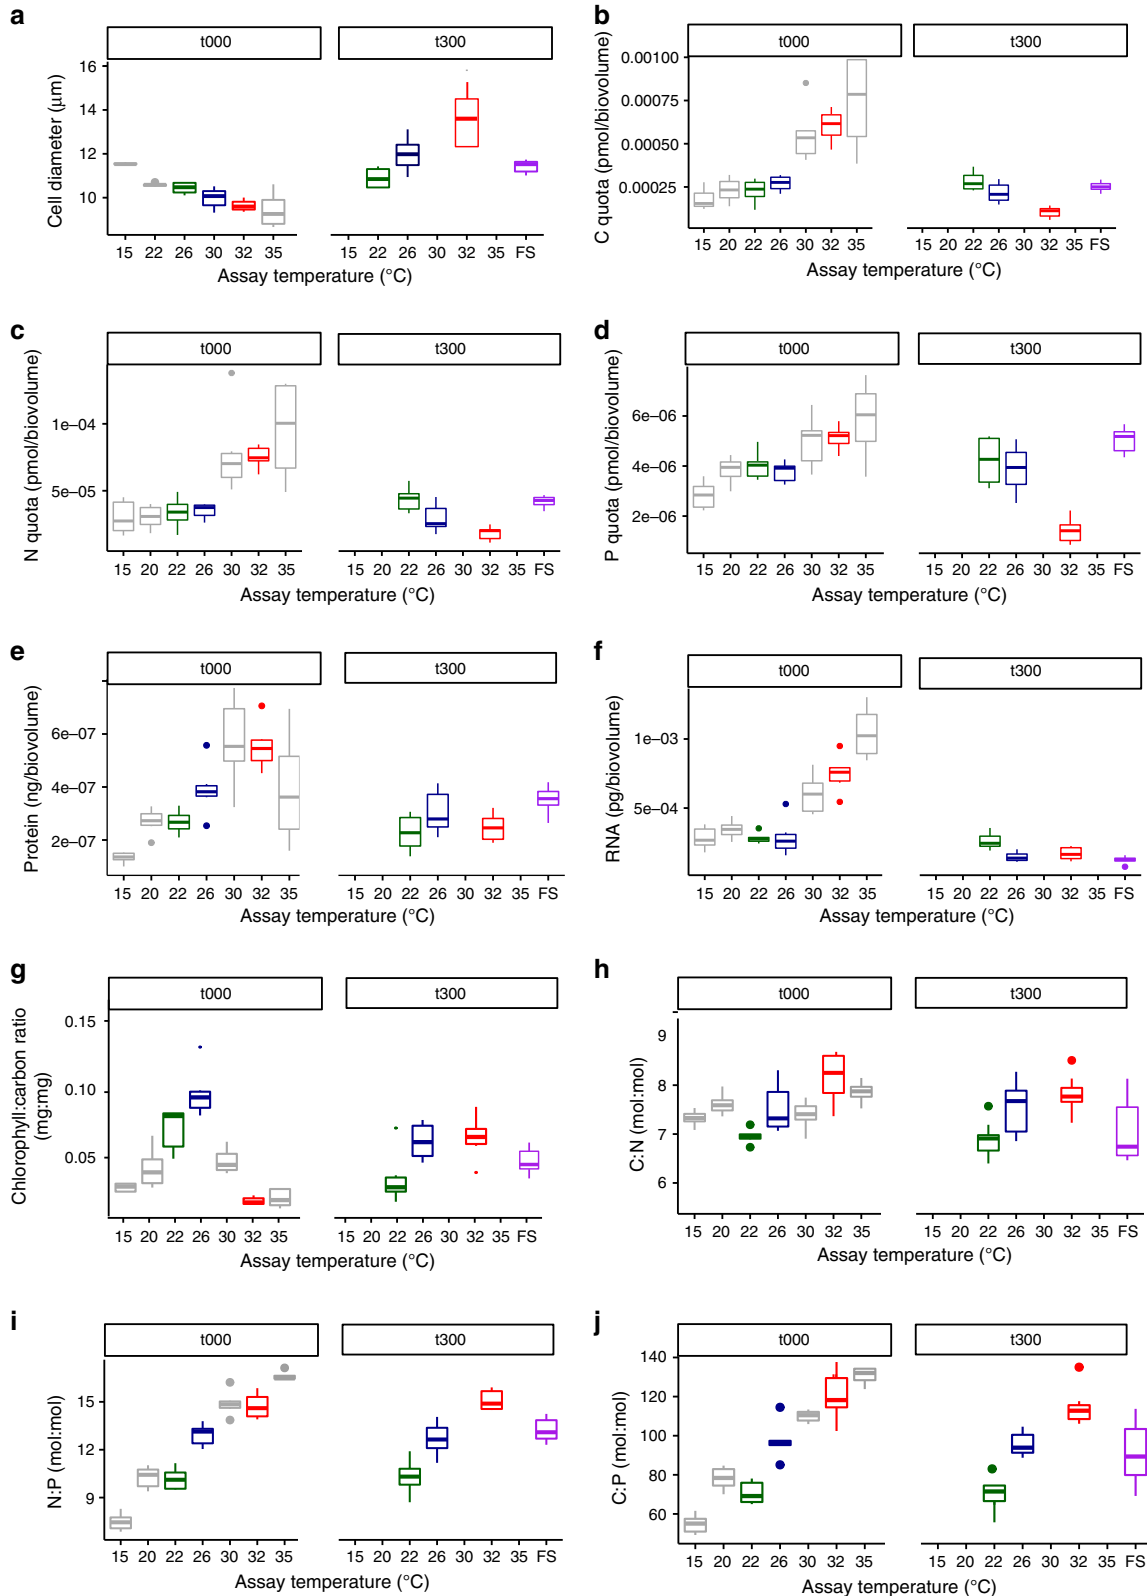 a
t000 t300
Cell diameter (μm)
16
14
12
10
15 22 26 30 32 35 15 22 26 30 32 35 FS
Assay temperature (°C)
b
t000 t300
C quota (pmol/biovolume)
0.00100
0.00075
0.00050
0.00025
15 20 22 26 30 32 35 15 20 22 26 30 32 35 FS
Assay temperature (°C)
c
t000 t300
N quota (pmol/biovolume)
1e–04
5e–05
15 20 22 26 30 32 35 15 20 22 26 30 32 35 FS
Assay temperature (°C)
d
t000 t300
P quota (pmol/biovolume)
6e–06
4e–06
2e–06
15 20 22 26 30 32 35 15 20 22 26 30 32 35 FS
Assay temperature (°C)
e
t000 t300
Protein (ng/biovolume)
6e–07
4e–07
2e–07
15 20 22 26 30 32 35 15 20 22 26 30 32 35 FS
Assay temperature (°C)
f
t000 t300
RNA (pg/biovolume)
1e–03
5e–04
15 20 22 26 30 32 35 15 20 22 26 30 32 35 FS
Assay temperature (°C)
g
t000 t300
Chlorophyll:carbon ratio
(mg:mg)
0.15
0.10
0.05
15 20 22 26 30 32 35 15 20 22 26 30 32 35 FS
Assay temperature (°C)
h
t000 t300
C:N (mol:mol)
9
8
7
6
15 20 22 26 30 32 35 15 20 22 26 30 32 35 FS
Assay temperature (°C)
i
t000 t300
N:P (mol:mol)
15
12
9
15 20 22 26 30 32 35 15 20 22 26 30 32 35 FS
Assay temperature (°C)
j
t000 t300
C:P (mol:mol)
140
120
100
80
60
15 20 22 26 30 32 35 15 20 22 26 30 32 35 FS
Assay temperature (°C)